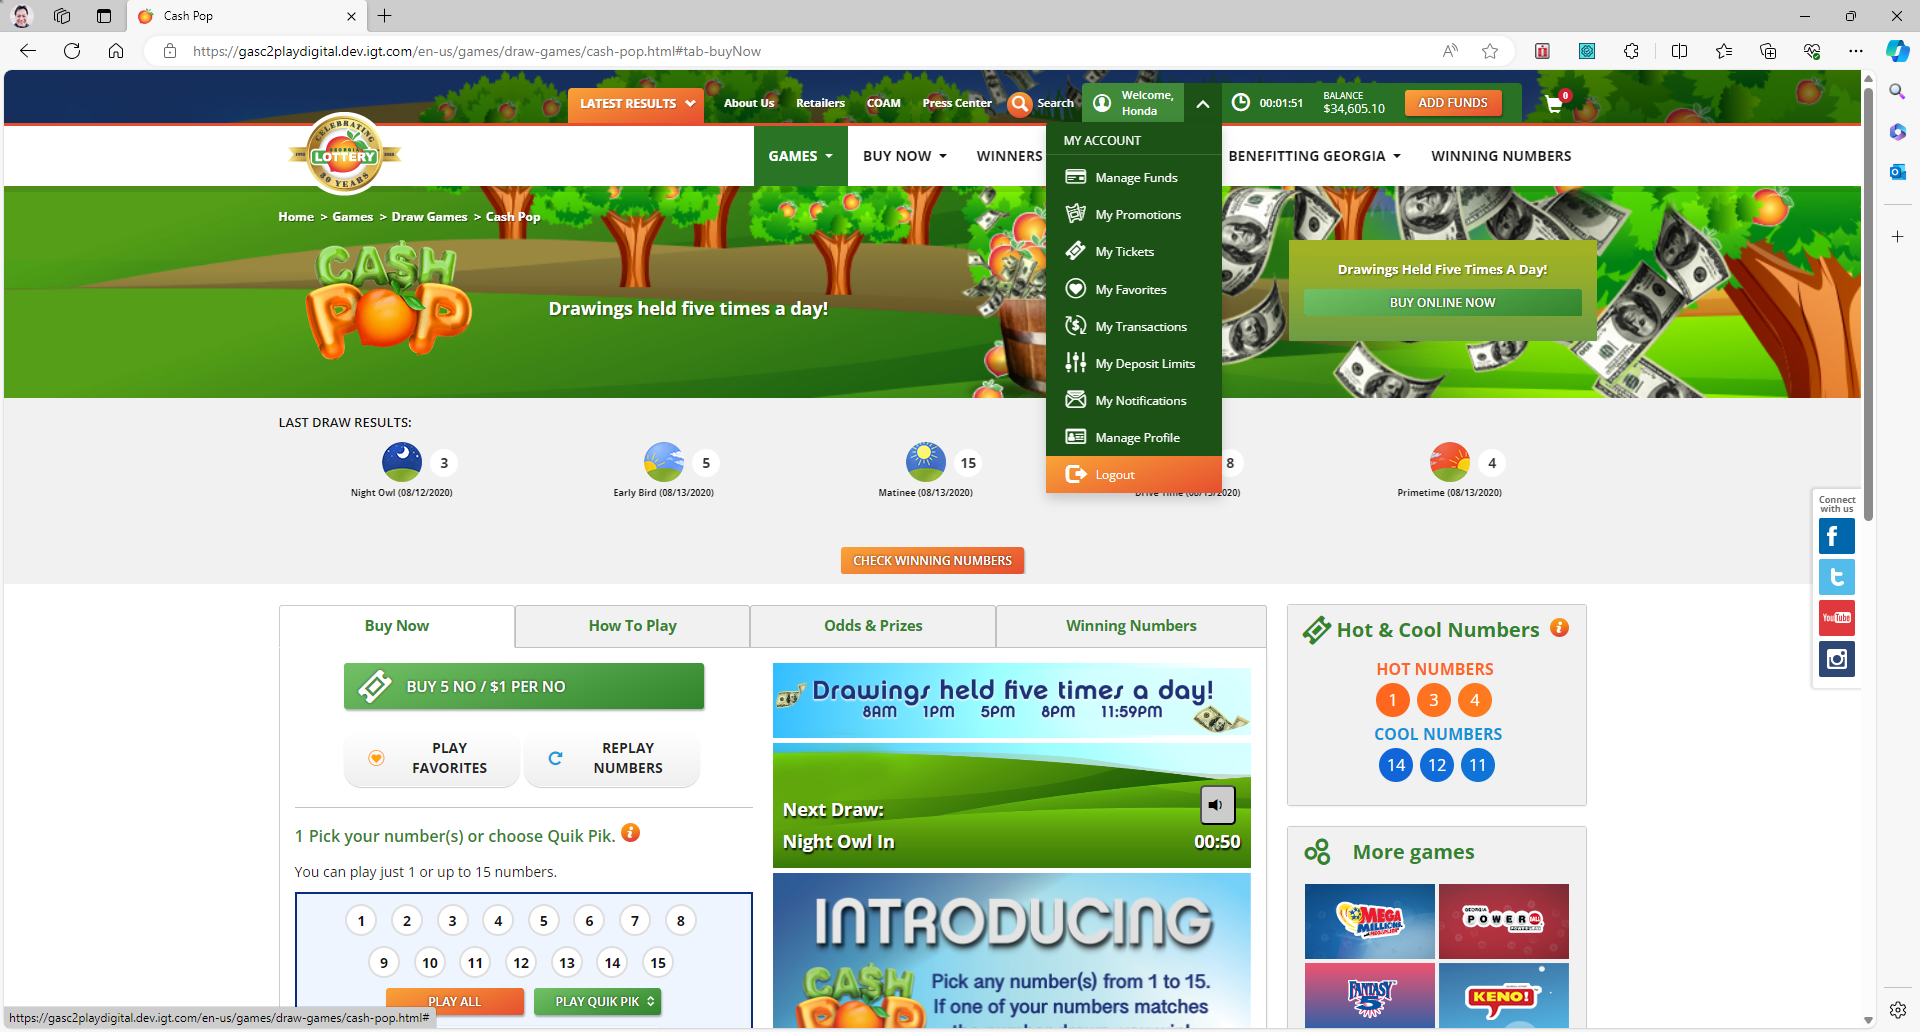 Cash Pop
https://gasc2playdigital.dev.igt.com/en-us/games/draw-games/cash-pop.html#tab-buyNow
LATEST RESULTS
About Us
Retailers
COAM
Press Center
Search
Welcome,
Honda
00:01:51
BALANCE
$34,605.10
ADD FUNDS
0
CELEBRATING
GEORGIA
LOTTERY
30 YEARS
GAMES
BUY NOW
WINNERS
BENEFITTING GEORGIA
WINNING NUMBERS
MY ACCOUNT
Manage Funds
My Promotions
My Tickets
My Favorites
My Transactions
My Deposit Limits
My Notifications
Manage Profile
Logout
Home > Games > Draw Games > Cash Pop
CA$H
POP
Drawings held five times a day!
Drawings Held Five Times A Day!
BUY ONLINE NOW
LAST DRAW RESULTS:
3
Night Owl (08/12/2020)
5
Early Bird (08/13/2020)
15
Matinee (08/13/2020)
8
Drive Time (08/13/2020)
4
Primetime (08/13/2020)
CHECK WINNING NUMBERS
Connect
with us
YouTube
Buy Now
How To Play
Odds & Prizes
Winning Numbers
BUY 5 NO / $1 PER NO
PLAY
FAVORITES
REPLAY
NUMBERS
1 Pick your number(s) or choose Quik Pik.
You can play just 1 or up to 15 numbers.
1 2 3 4 5 6 7 8
9 10 11 12 13 14 15
PLAY ALL
PLAY QUIK PIK
Drawings held five times a day!
8AM 1PM 5PM 8PM 11:59PM
Next Draw:
Night Owl In
00:50
INTRODUCING
CA$H
POP
Pick any number(s) from 1 to 15.
If one of your numbers matches
Hot & Cool Numbers
HOT NUMBERS
1 3 4
COOL NUMBERS
14 12 11
More games
MEGA
MILLIONS
GEORGIA
POWERBALL
FANTASY
5
KENO!
https://gasc2playdigital.dev.igt.com/en-us/games/draw-games/cash-pop.html#